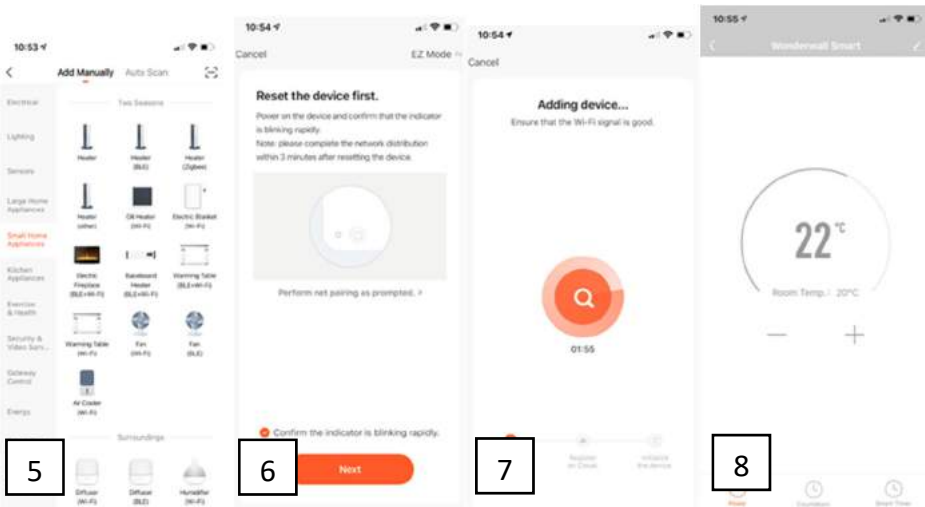 10:53
Add Manually Auto Scan
Electrical
Lighting
Sensors
Large Home
Appliances
Small Home
Appliances
Kitchen
Appliances
Exercise
& Health
Security &
Video Surv...
Gateway
Control
Energy
Two Seasons
Heater
Heater
(BLE)
Heater
(Zigbee)
Heater
(other)
Oil Heater
(Wi-Fi)
Electric Blanket
(Wi-Fi)
Electric
Fireplace
(BLE+Wi-Fi)
Baseboard
Heater
(BLE+Wi-Fi)
Warming Table
(BLE+Wi-Fi)
Warming Table
(Wi-Fi)
Fan
(Wi-Fi)
Fan
(BLE)
Air Cooler
(Wi-Fi)
Surroundings
Diffuser
(Wi-Fi)
Diffuser
(BLE)
Humidifier
(Wi-Fi)
5
10:54
Cancel EZ Mode
Reset the device first.
Power on the device and confirm that the indicator
is blinking rapidly.
Note: please complete the network distribution
within 3 minutes after resetting the device.
Perform net pairing as prompted. >
Confirm the indicator is blinking rapidly.
Next
6
10:54
Cancel
Adding device...
Ensure that the Wi-Fi signal is good.
01:55
Register
on Cloud
Initialize
the device
7
10:55
Wonderwall Smart
22°C
Room Temp.: 20°C
— +
8
Power Countdown Smart Timer